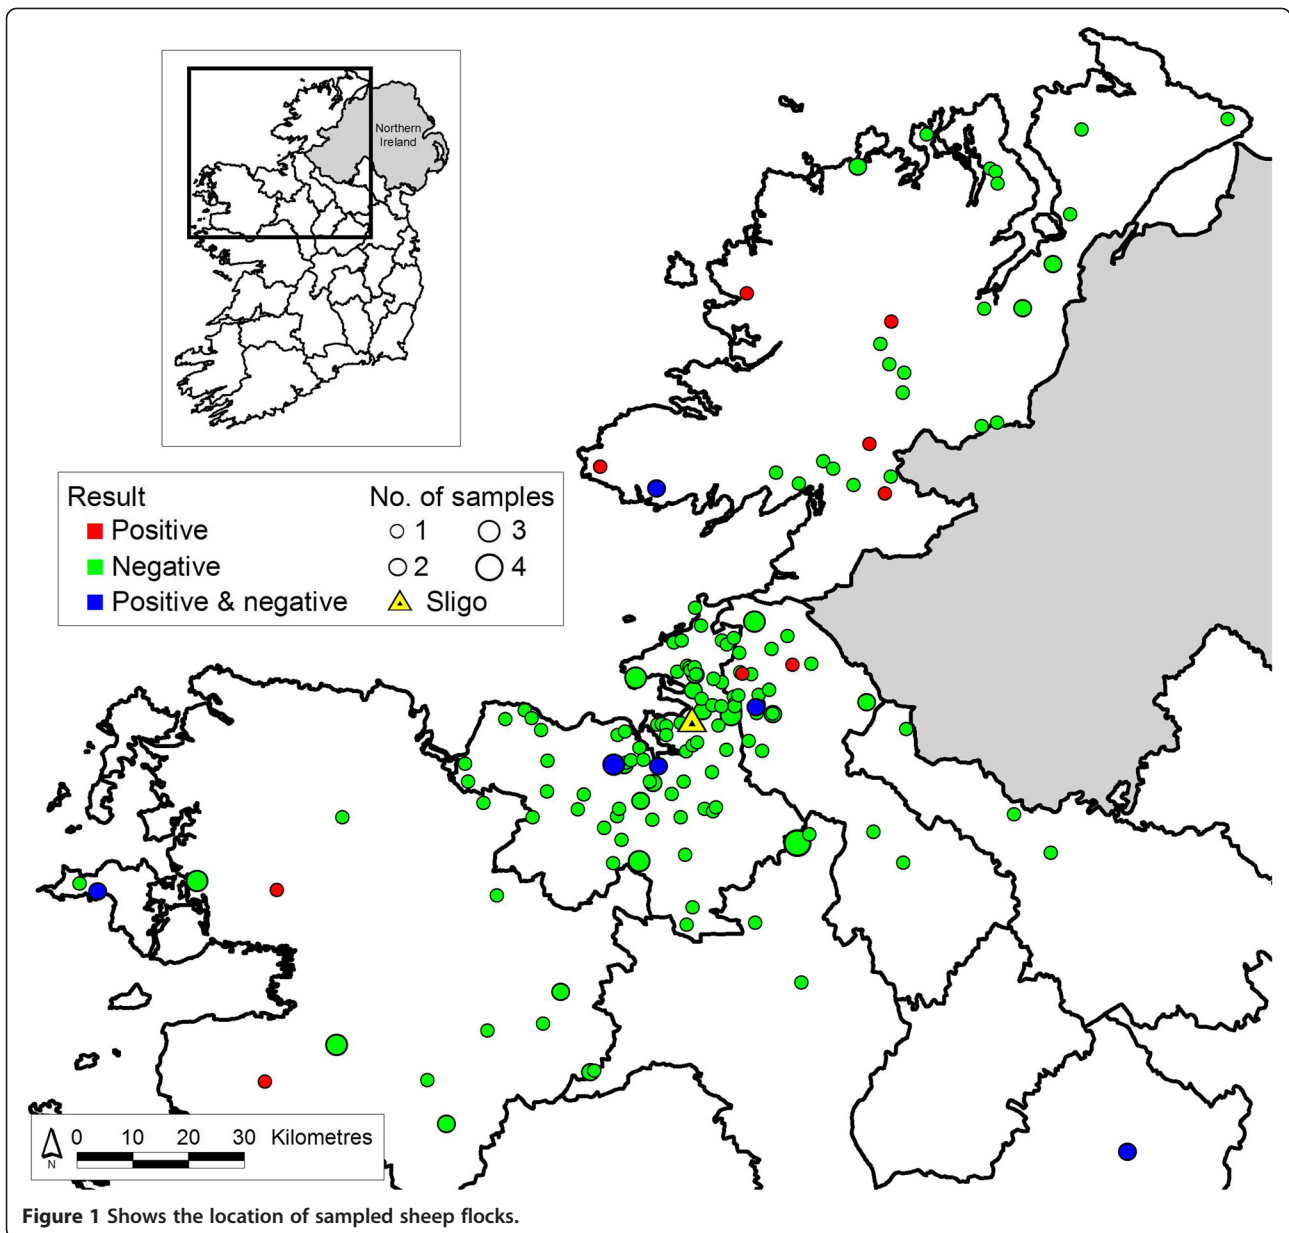 Northern
Ireland
Result
No. of samples
Positive
1
3
Negative
2
4
Positive & negative
Sligo
0 10 20 30 Kilometres
N
Figure 1 Shows the location of sampled sheep flocks.